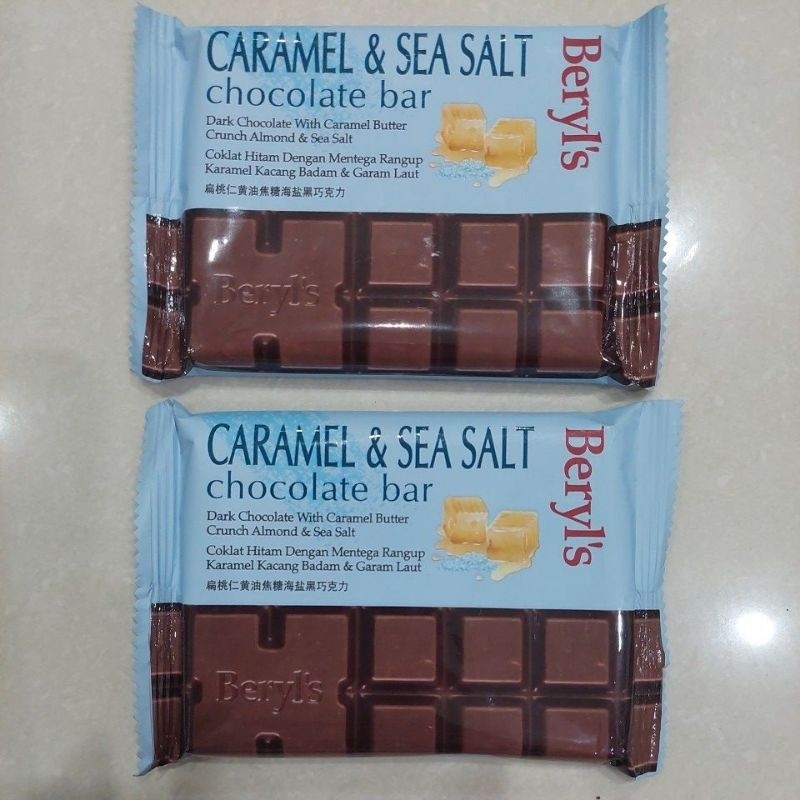 CARAMEL & SEA SALT
chocolate bar
Dark Chocolate With Caramel Butter
Crunch Almond & Sea Salt
Coklat Hitam Dengan Mentega Rangup
Karamel Kacang Badam & Garam Laut
扁桃仁黄油焦糖海盐黑巧克力
Beryl's
Beryl's
CARAMEL & SEA SALT
chocolate bar
Dark Chocolate With Caramel Butter
Crunch Almond & Sea Salt
Coklat Hitam Dengan Mentega Rangup
Karamel Kacang Badam & Garam Laut
扁桃仁黄油焦糖海盐黑巧克力
Beryl's
Beryl's